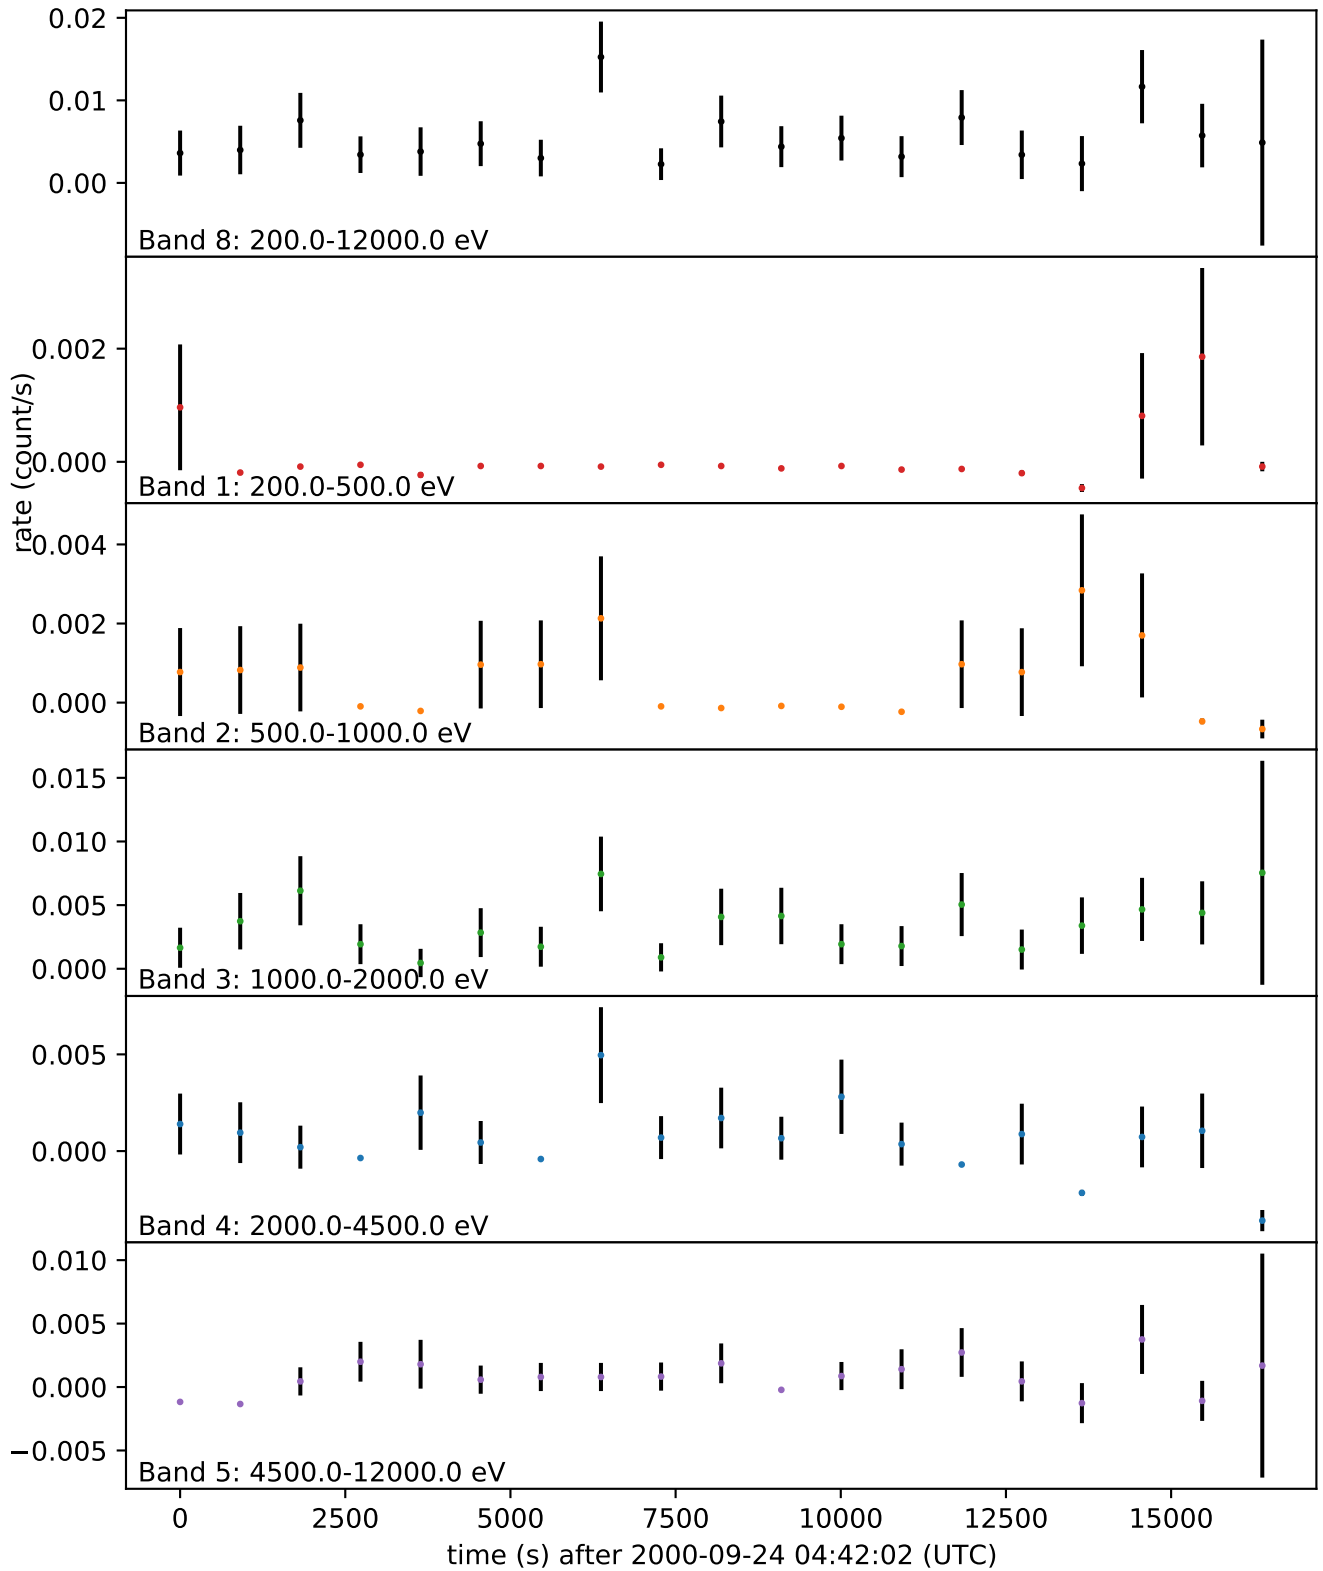 0.02
0.01
0.00
Band 8: 200.0-12000.0 eV
0.002
0.000
Band 1: 200.0-500.0 eV
rate (count/s)
0.004
0.002
0.000
Band 2: 500.0-1000.0 eV
0.015
0.010
0.005
0.000
Band 3: 1000.0-2000.0 eV
0.005
0.000
Band 4: 2000.0-4500.0 eV
0.010
0.005
0.000
−0.005
Band 5: 4500.0-12000.0 eV
0 2500 5000 7500 10000 12500 15000
time (s) after 2000-09-24 04:42:02 (UTC)